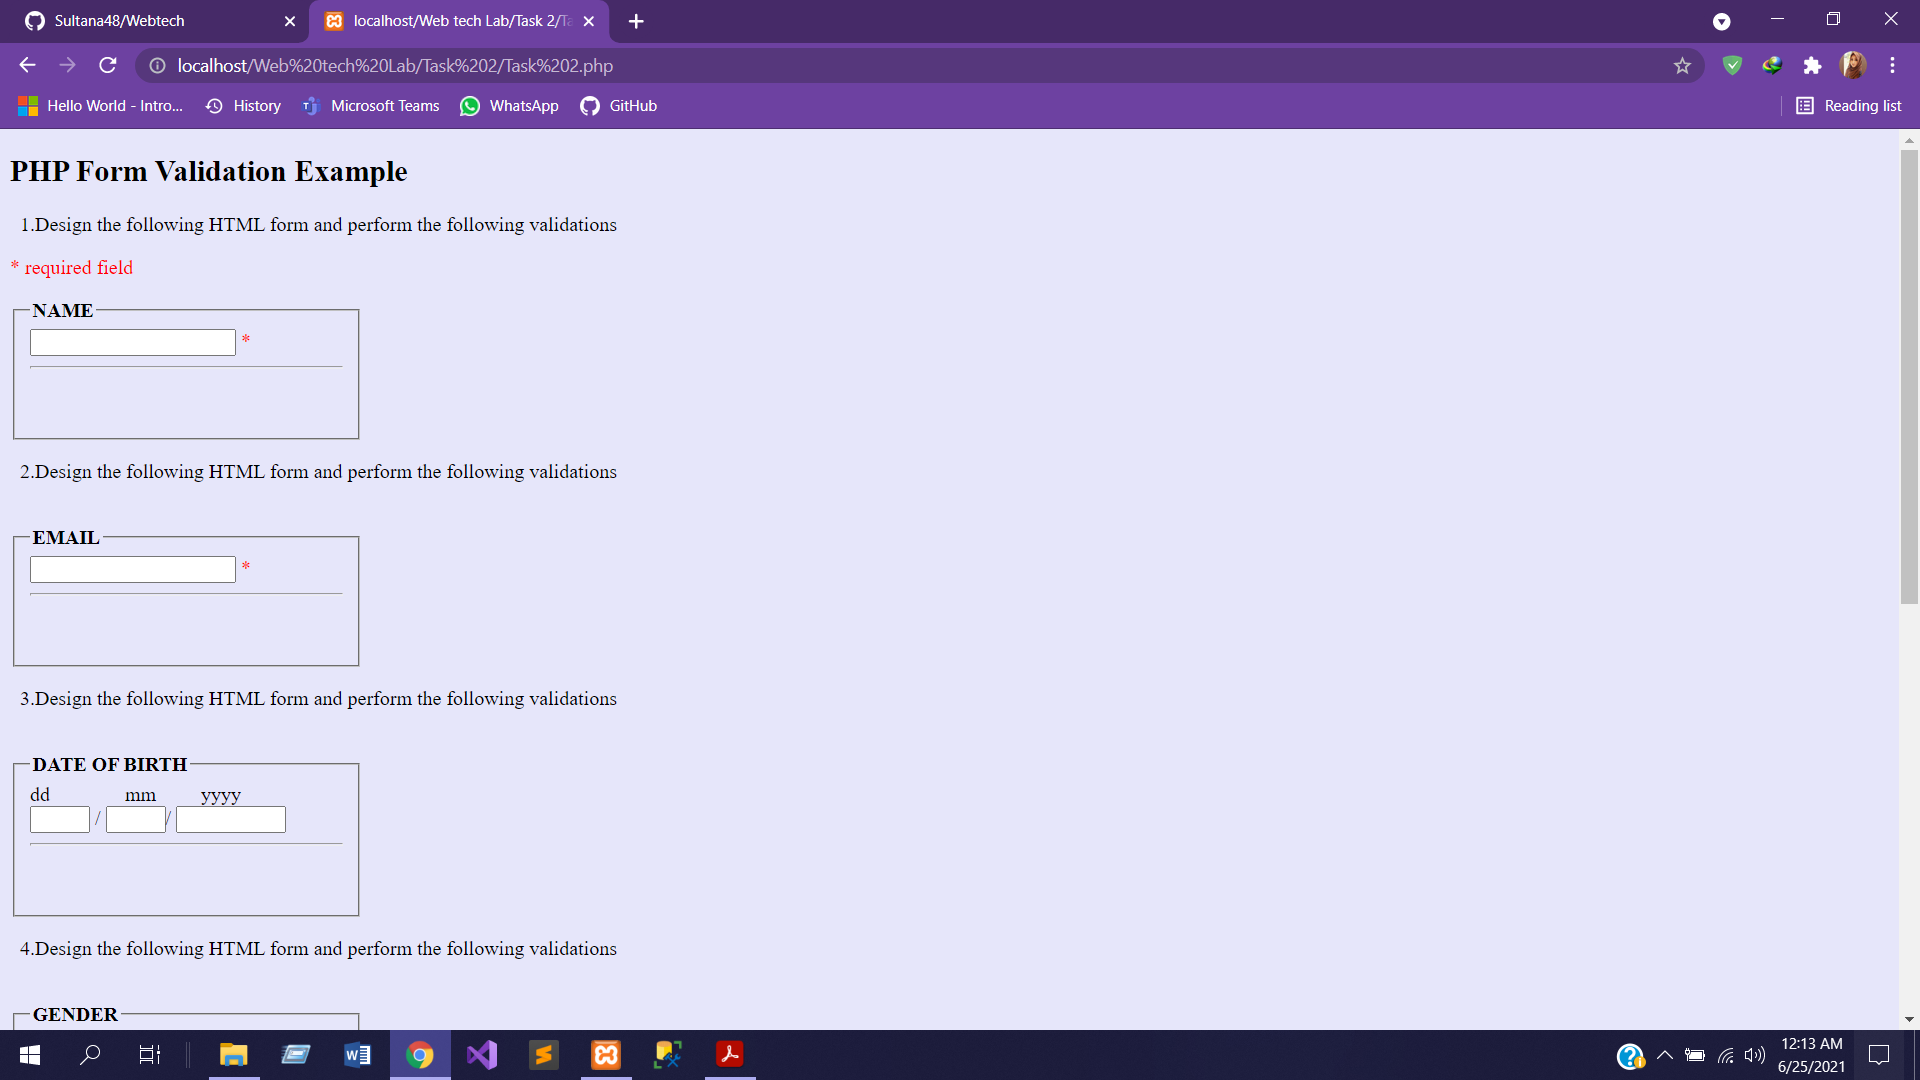 Sultana48/Webtech
localhost/Web tech Lab/Task 2/Ta
localhost/Web%20tech%20Lab/Task%202/Task%202.php
Hello World - Intro...
History
Microsoft Teams
WhatsApp
GitHub
Reading list
PHP Form Validation Example
1.Design the following HTML form and perform the following validations
* required field
NAME
*
2.Design the following HTML form and perform the following validations
EMAIL
*
3.Design the following HTML form and perform the following validations
DATE OF BIRTH
dd mm yyyy
/ /
4.Design the following HTML form and perform the following validations
GENDER
12:13 AM
6/25/2021